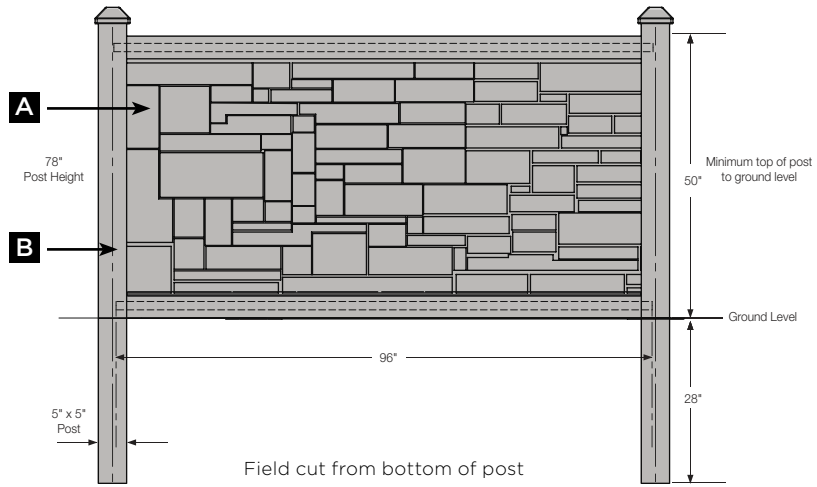 A
78"
Post Height
Minimum top of post
50" to ground level
B
Ground Level
96"
28"
5" x 5"
Post
Field cut from bottom of post